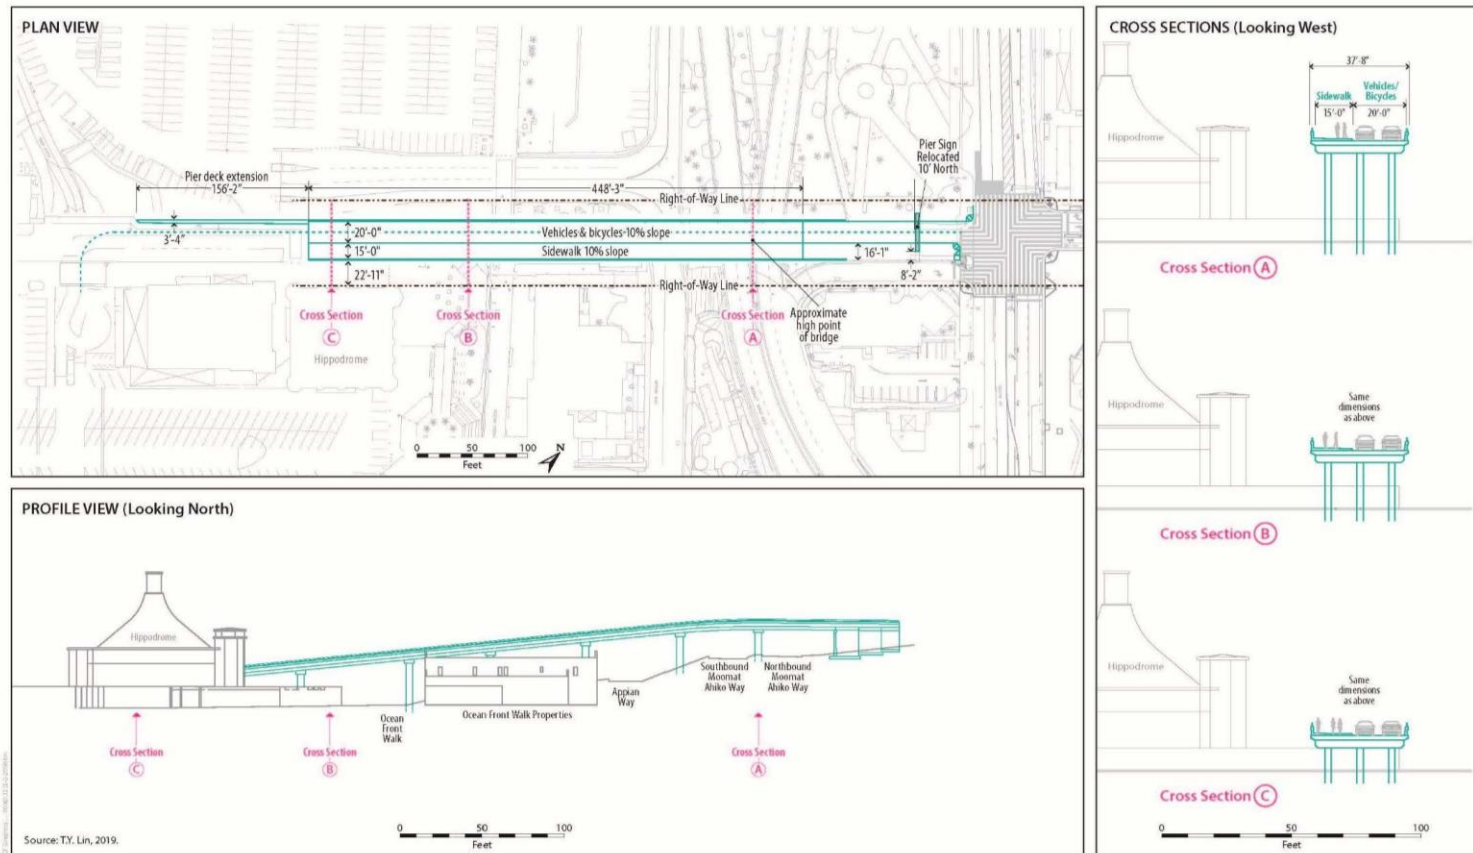 PLAN VIEW
Pier deck extension
156'-2"
448'-3"
Pier Sign
Relocated
10' North
Right-of-Way Line
3'-4"
20'-0"
Vehicles & bicycles-10% slope
15'-0"
Sidewalk 10% slope
16'-1"
22'-11"
8'-2"
Right-of-Way Line
Cross Section
C
Cross Section
B
Cross Section
A
Approximate
high point
of bridge
Hippodrome
0 50 100
Feet
N
PROFILE VIEW (Looking North)
Hippodrome
Southbound
Moomat
Ahiko Way
Northbound
Moomat
Ahiko Way
Appian
Way
Ocean Front Walk Properties
Ocean
Front
Walk
Cross Section
C
Cross Section
B
Cross Section
A
0 50 100
Feet
Source: T.Y. Lin, 2019.
CROSS SECTIONS (Looking West)
37'-8"
Sidewalk
Vehicles/
Bicycles
15'-0" 20'-0"
Hippodrome
Cross Section A
Same
dimensions
as above
Hippodrome
Cross Section B
Hippodrome
Same
dimensions
as above
Cross Section C
0 50 100
Feet